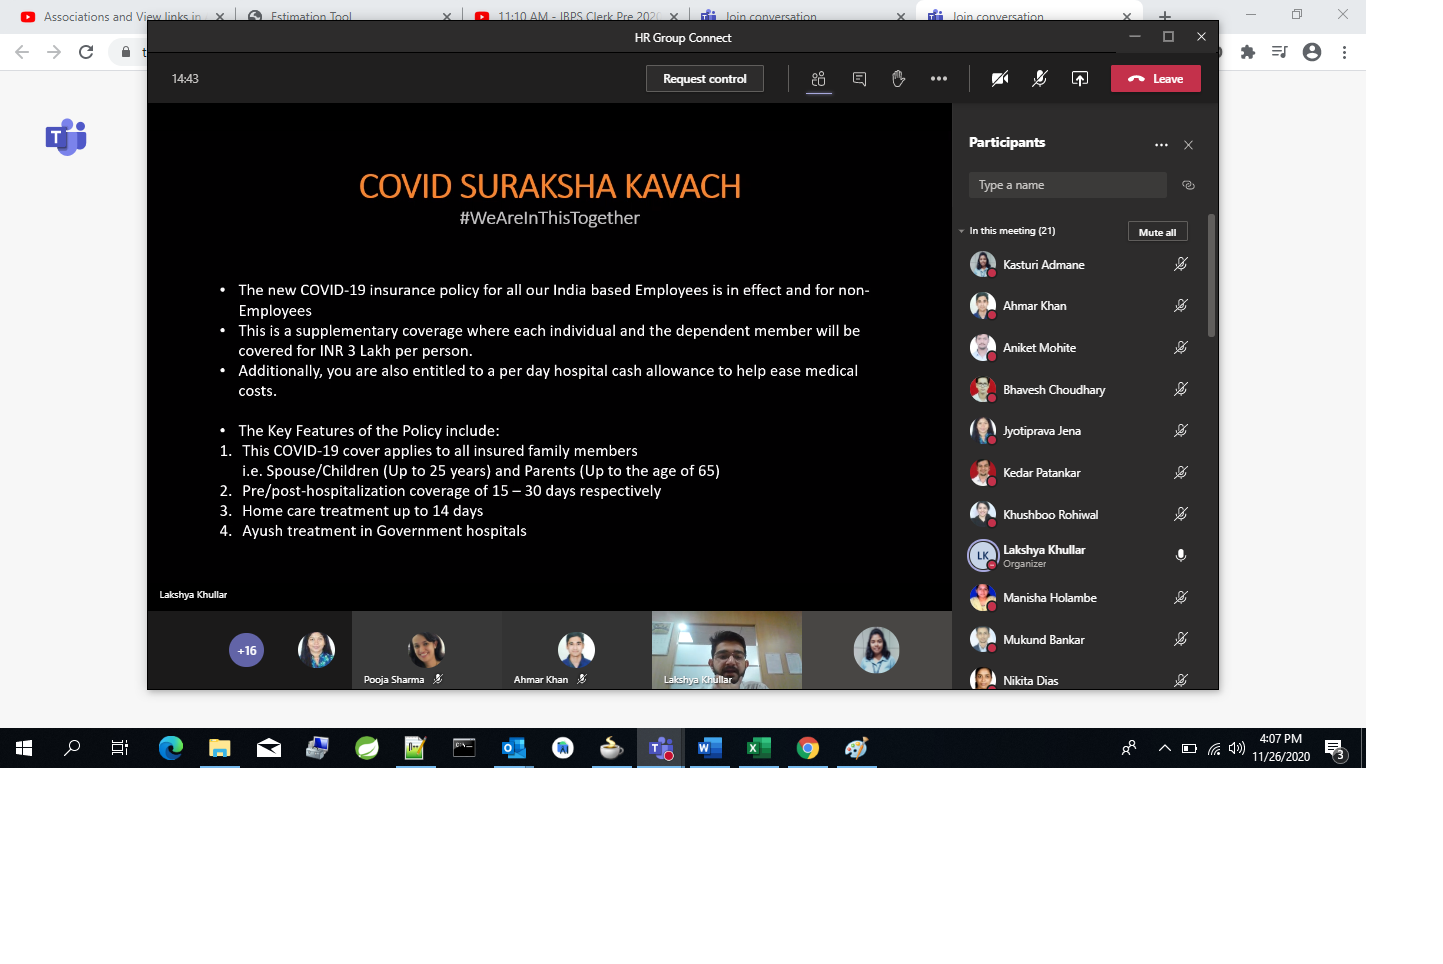 Associations and View links in
Estimation Tool
11:10 AM - IBPS Clerk Pre 202
Join conversation
Join conversation
HR Group Connect
14:43
Request control
Leave
COVID SURAKSHA KAVACH
#WeAreInThisTogether
• The new COVID-19 insurance policy for all our India based Employees is in effect and for non-
Employees
• This is a supplementary coverage where each individual and the dependent member will be
covered for INR 3 Lakh per person.
• Additionally, you are also entitled to a per day hospital cash allowance to help ease medical
costs.
• The Key Features of the Policy include:
1. This COVID-19 cover applies to all insured family members
i.e. Spouse/Children (Up to 25 years) and Parents (Up to the age of 65)
2. Pre/post-hospitalization coverage of 15 – 30 days respectively
3. Home care treatment up to 14 days
4. Ayush treatment in Government hospitals
Lakshya Khullar
+16
Pooja Sharma
Ahmar Khan
Lakshya Khullar
Participants
Type a name
In this meeting (21)
Mute all
Kasturi Admane
Ahmar Khan
Aniket Mohite
Bhavesh Choudhary
Jyotiprava Jena
Kedar Patankar
Khushboo Rohiwal
LK
Lakshya Khullar
Organizer
Manisha Holambe
Mukund Bankar
Nikita Dias
4:07 PM
11/26/2020
3